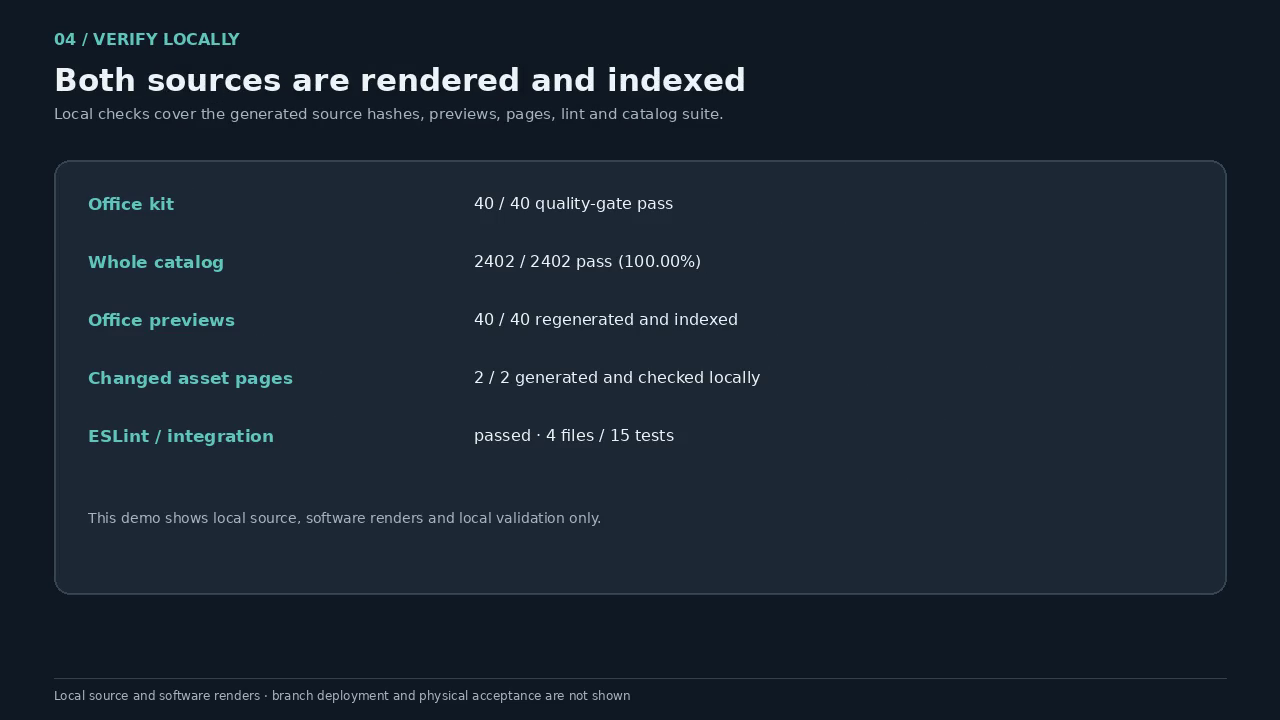 04 / VERIFY LOCALLY
Both sources are rendered and indexed
Local checks cover the generated source hashes, previews, pages, lint and catalog suite.
Office kit 40 / 40 quality-gate pass
Whole catalog 2402 / 2402 pass (100.00%)
Office previews 40 / 40 regenerated and indexed
Changed asset pages 2 / 2 generated and checked locally
ESLint / integration passed · 4 files / 15 tests
This demo shows local source, software renders and local validation only.
Local source and software renders · branch deployment and physical acceptance are not shown